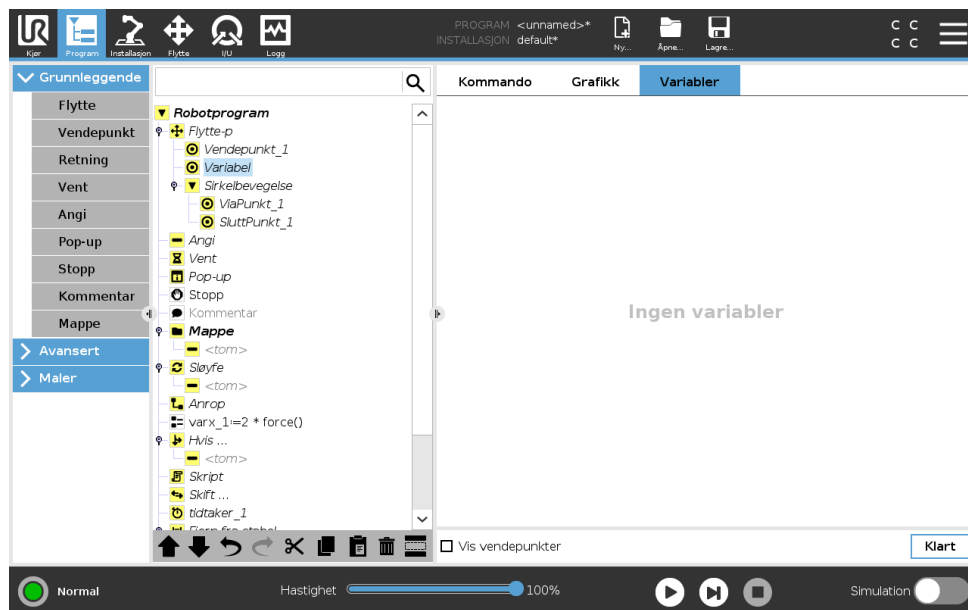 PROGRAM <unnamed>*
INSTALLASJON default*
Kjør
Program
Installasjon
Flytte
I/U
Logg
Ny...
Åpne...
Lagre...
C C
C C
Grunnleggende
Flytte
Vendepunkt
Retning
Vent
Angi
Pop-up
Stopp
Kommentar
Mappe
Avansert
Maler
Robotprogram
Flytte-p
Vendepunkt_1
Variabel
Sirkelbevegelse
ViaPunkt_1
SluttPunkt_1
Angi
Vent
Pop-up
Stopp
Kommentar
Mappe
<tom>
Sløyfe
<tom>
Anrop
varx_1:=2 * force()
Hvis ...
<tom>
Skript
Skift ...
tidtaker_1
Fjern fra stabel
Kommando
Grafikk
Variabler
Ingen variabler
Vis vendepunkter
Klart
Normal
Hastighet
100%
Simulation